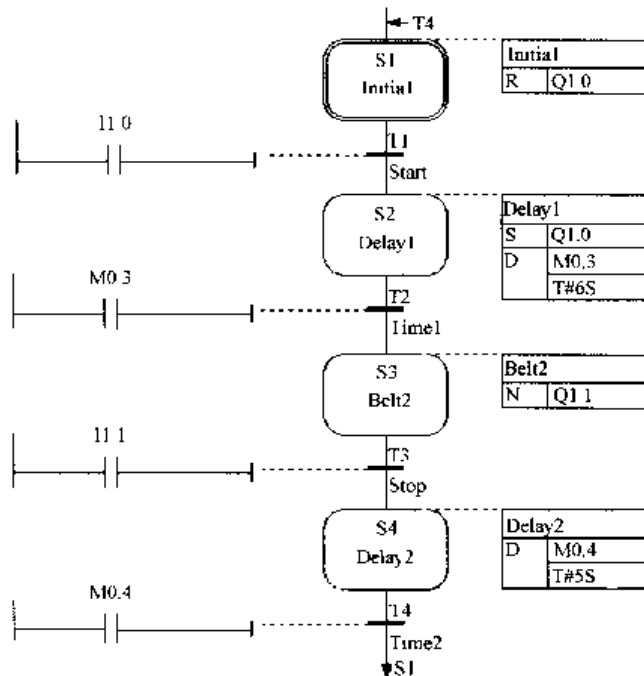 T4
S1
Initial
Initial
R Q1.0
I1.0
T1
Start
S2
Delay1
Delay1
S Q1.0
D M0.3
T#6S
M0.3
T2
Time1
S3
Belt2
Belt2
N Q1.1
I1.1
T3
Stop
S4
Delay2
Delay2
D M0.4
T#5S
M0.4
T4
Time2
S1